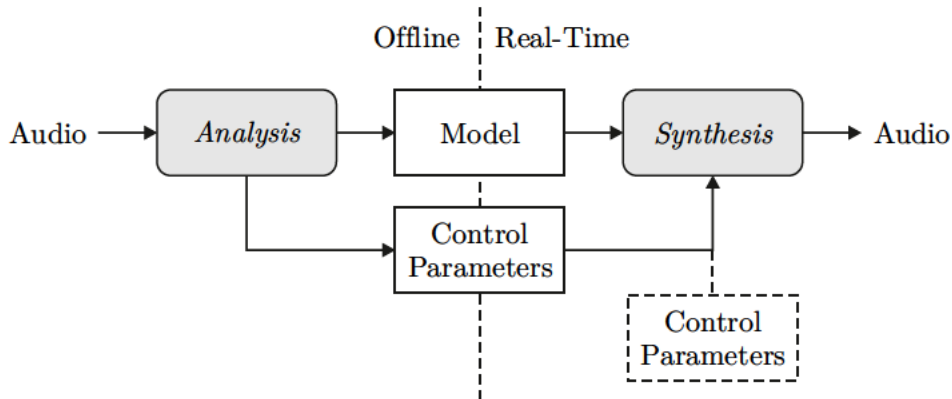 Offline Real-Time
Audio Analysis Model Synthesis Audio
Control
Parameters
Control
Parameters